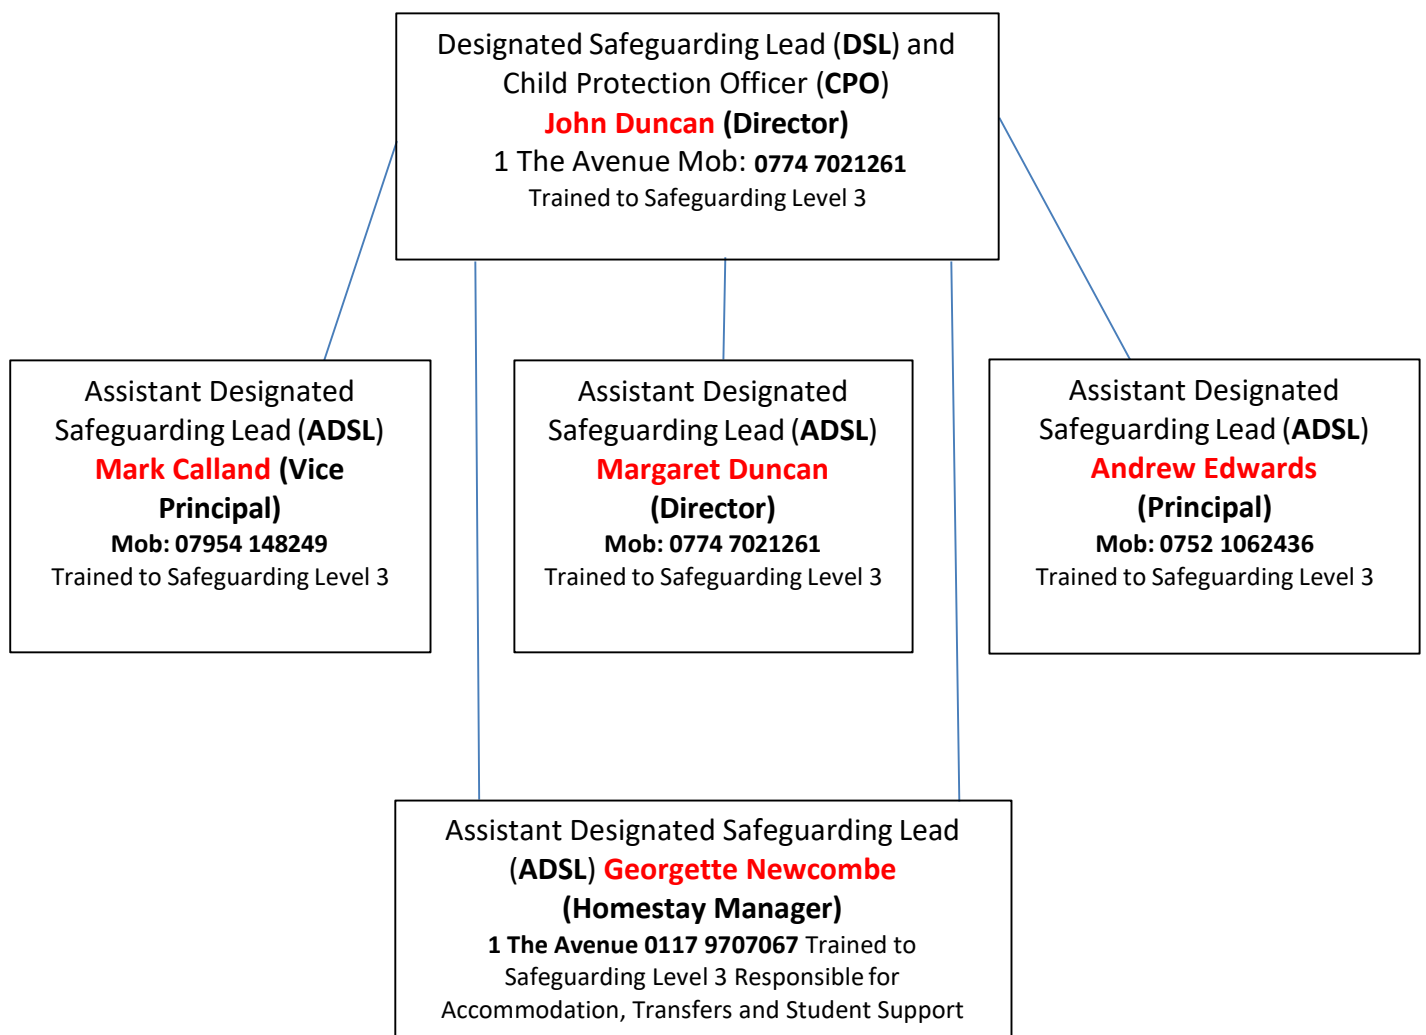 Designated Safeguarding Lead (DSL) and
Child Protection Officer (CPO)
John Duncan (Director)
1 The Avenue Mob: 0774 7021261
Trained to Safeguarding Level 3
Assistant Designated
Safeguarding Lead (ADSL)
Mark Calland (Vice
Principal)
Mob: 07954 148249
Trained to Safeguarding Level 3
Assistant Designated
Safeguarding Lead (ADSL)
Margaret Duncan
(Director)
Mob: 0774 7021261
Trained to Safeguarding Level 3
Assistant Designated
Safeguarding Lead (ADSL)
Andrew Edwards
(Principal)
Mob: 0752 1062436
Trained to Safeguarding Level 3
Assistant Designated Safeguarding Lead
(ADSL) Georgette Newcombe
(Homestay Manager)
1 The Avenue 0117 9707067 Trained to
Safeguarding Level 3 Responsible for
Accommodation, Transfers and Student Support